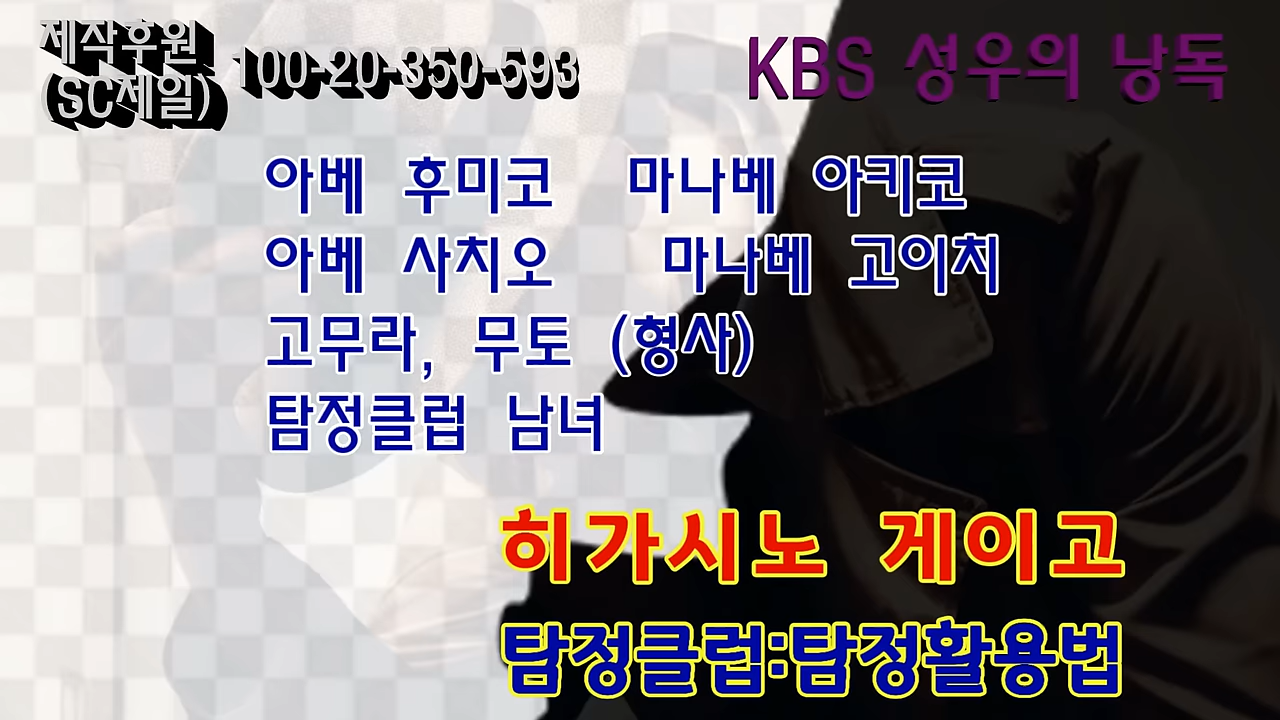 제작후원
(SC제일) 100-20-350-593
KBS 성우의 낭독
아베 후미코 마나베 아키코
아베 사치오 마나베 고이치
고무라, 무토 (형사)
탐정클럽 남녀
히가시노 게이고
탐정클럽:탐정활용법